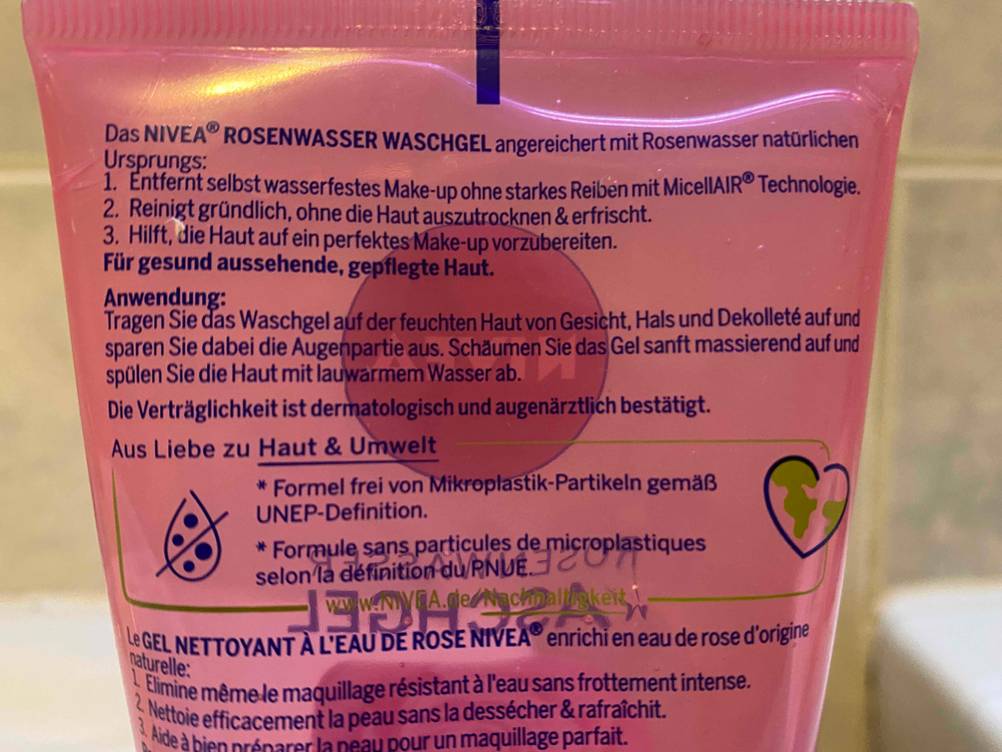 Das NIVEA® ROSENWASSER WASCHGEL angereichert mit Rosenwasser natürlichen
Ursprungs:
1. Entfernt selbst wasserfestes Make-up ohne starkes Reiben mit MicellAIR® Technologie.
2. Reinigt gründlich, ohne die Haut auszutrocknen & erfrischt.
3. Hilft, die Haut auf ein perfektes Make-up vorzubereiten.
Für gesund aussehende, gepflegte Haut.
Anwendung:
Tragen Sie das Waschgel auf der feuchten Haut von Gesicht, Hals und Dekolleté auf und
sparen Sie dabei die Augenpartie aus. Schäumen Sie das Gel sanft massierend auf und
spülen Sie die Haut mit lauwarmem Wasser ab.
Die Verträglichkeit ist dermatologisch und augenärztlich bestätigt.
Aus Liebe zu Haut & Umwelt
* Formel frei von Mikroplastik-Partikeln gemäß
UNEP-Definition.
* Formule sans particules de microplastiques
selon la définition du PNUE.
ROSENWASSER
www.NIVEA.de/Nachhaltigkeit
WASCHGEL
Le GEL NETTOYANT À L'EAU DE ROSE NIVEA® enrichi en eau de rose d'origine
naturelle:
1. Elimine même le maquillage résistant à l'eau sans frottement intense.
2. Nettoie efficacement la peau sans la dessécher & rafraîchit.
3. Aide à bien préparer la peau pour un maquillage parfait.